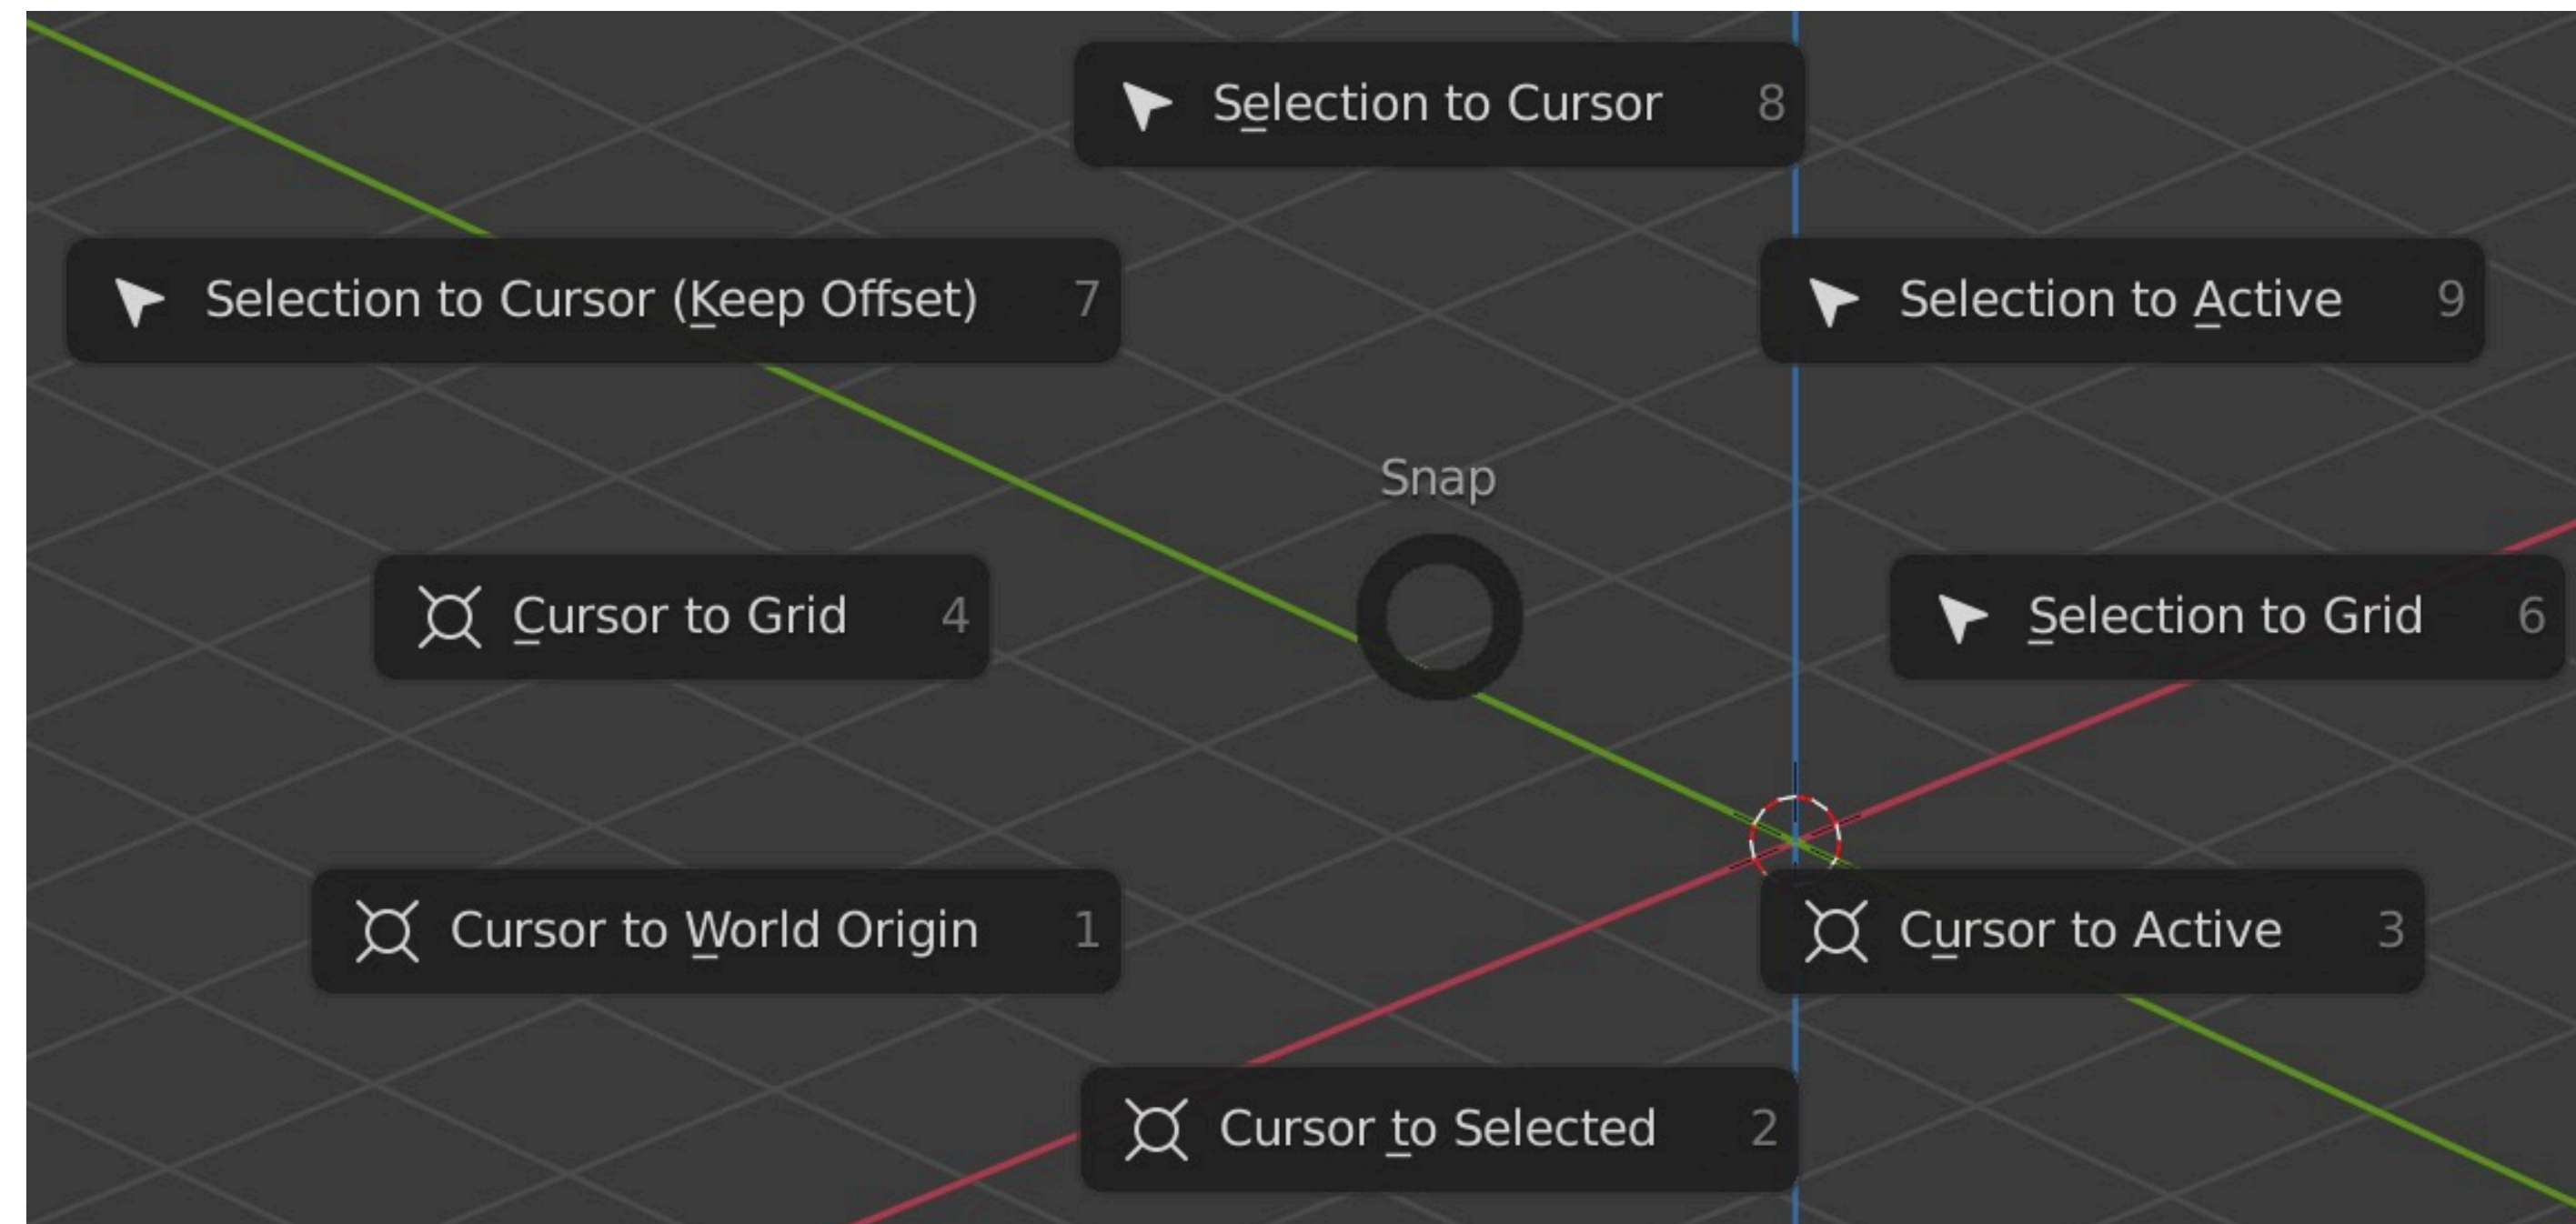 Selection to Cursor 8
Selection to Cursor (Keep Offset) 7
Selection to Active 9
Snap
Cursor to Grid 4
Selection to Grid 6
Cursor to World Origin 1
Cursor to Active 3
Cursor to Selected 2